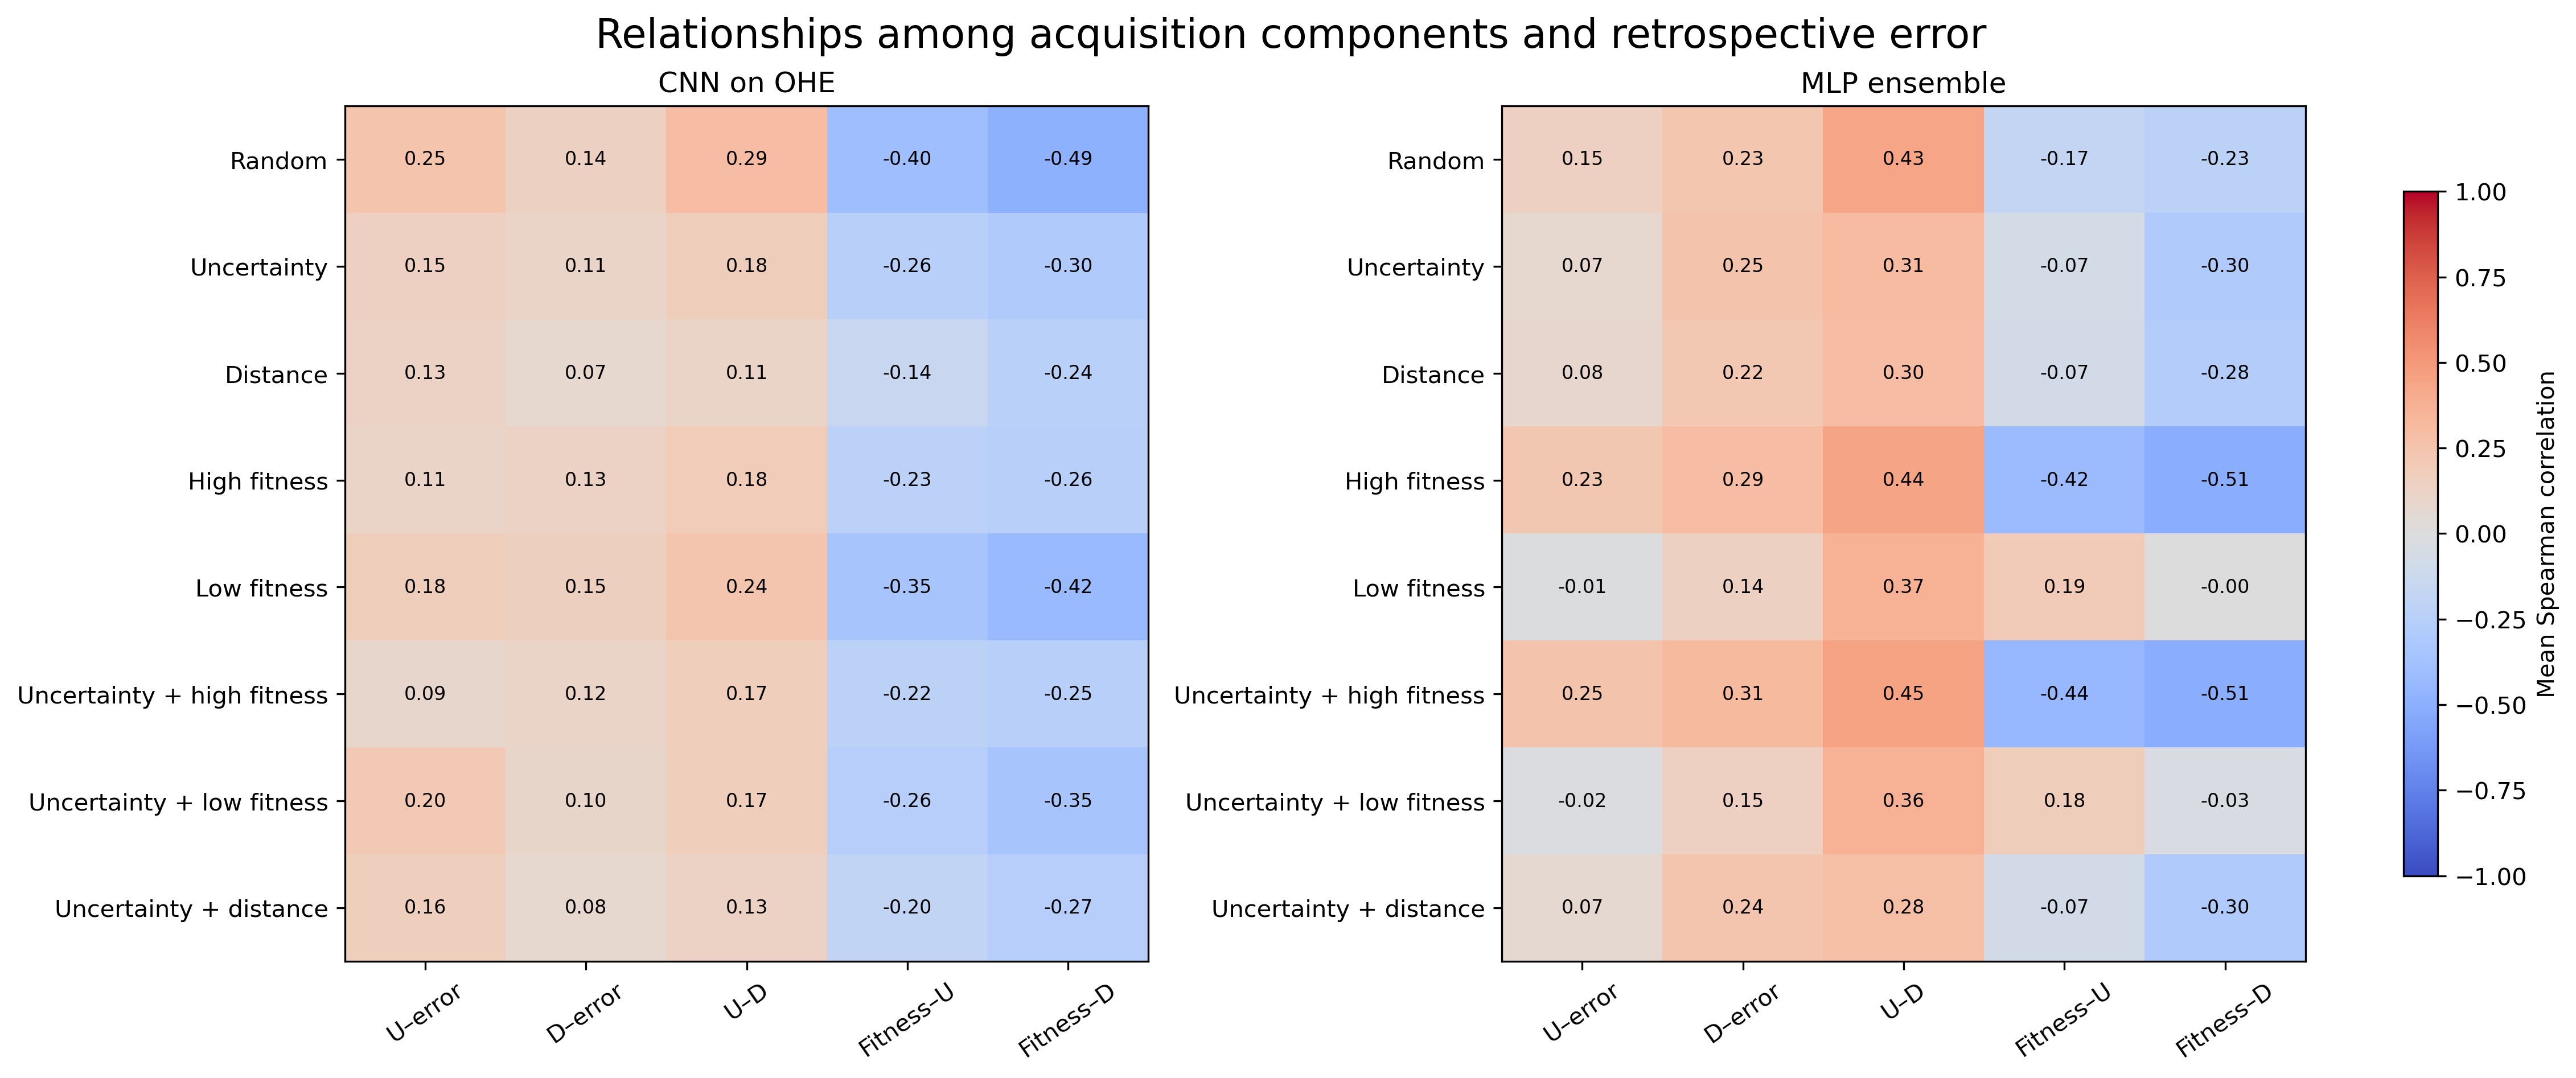 Relationships among acquisition components and retrospective error
CNN on OHE
Random 0.25 0.14 0.29 -0.40 -0.49
Uncertainty 0.15 0.11 0.18 -0.26 -0.30
Distance 0.13 0.07 0.11 -0.14 -0.24
High fitness 0.11 0.13 0.18 -0.23 -0.26
Low fitness 0.18 0.15 0.24 -0.35 -0.42
Uncertainty + high fitness 0.09 0.12 0.17 -0.22 -0.25
Uncertainty + low fitness 0.20 0.10 0.17 -0.26 -0.35
Uncertainty + distance 0.16 0.08 0.13 -0.20 -0.27
U–error D–error U–D Fitness–U Fitness–D
MLP ensemble
Random 0.15 0.23 0.43 -0.17 -0.23
Uncertainty 0.07 0.25 0.31 -0.07 -0.30
Distance 0.08 0.22 0.30 -0.07 -0.28
High fitness 0.23 0.29 0.44 -0.42 -0.51
Low fitness -0.01 0.14 0.37 0.19 -0.00
Uncertainty + high fitness 0.25 0.31 0.45 -0.44 -0.51
Uncertainty + low fitness -0.02 0.15 0.36 0.18 -0.03
Uncertainty + distance 0.07 0.24 0.28 -0.07 -0.30
U–error D–error U–D Fitness–U Fitness–D
1.00
0.75
0.50
0.25
0.00
−0.25
−0.50
−0.75
−1.00
Mean Spearman correlation